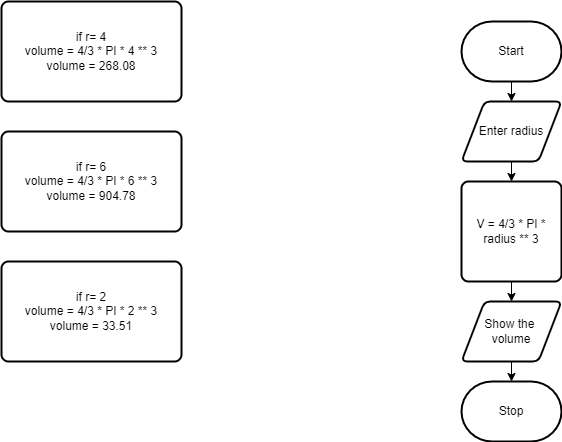 if r= 4
volume = 4/3 * PI * 4 ** 3
volume = 268.08
if r= 6
volume = 4/3 * PI * 6 ** 3
volume = 904.78
if r= 2
volume = 4/3 * PI * 2 ** 3
volume = 33.51
Start
Enter radius
V = 4/3 * PI *
radius ** 3
Show the
volume
Stop